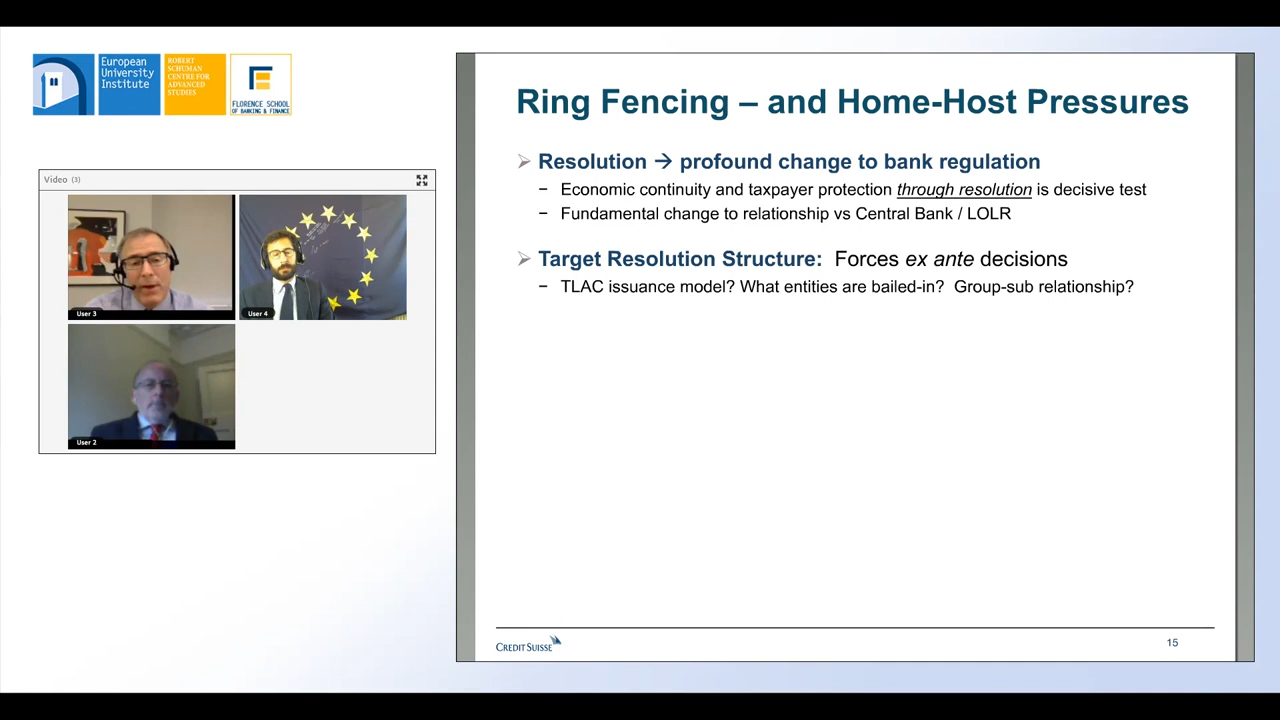 European
University
Institute
ROBERT
SCHUMAN
CENTRE FOR
ADVANCED
STUDIES
FLORENCE SCHOOL
OF BANKING & FINANCE
Video (3)
User 3
User 4
User 2
Ring Fencing – and Home-Host Pressures
➢ Resolution → profound change to bank regulation
− Economic continuity and taxpayer protection through resolution is decisive test
− Fundamental change to relationship vs Central Bank / LOLR
➢ Target Resolution Structure: Forces ex ante decisions
− TLAC issuance model? What entities are bailed-in? Group-sub relationship?
CREDIT SUISSE
15